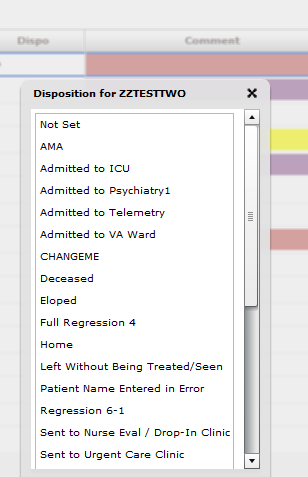 Dispo Comment
Disposition for ZZTESTTWO
Not Set
AMA
Admitted to ICU
Admitted to Psychiatry1
Admitted to Telemetry
Admitted to VA Ward
CHANGEME
Deceased
Eloped
Full Regression 4
Home
Left Without Being Treated/Seen
Patient Name Entered in Error
Regression 6-1
Sent to Nurse Eval / Drop-In Clinic
Sent to Urgent Care Clinic